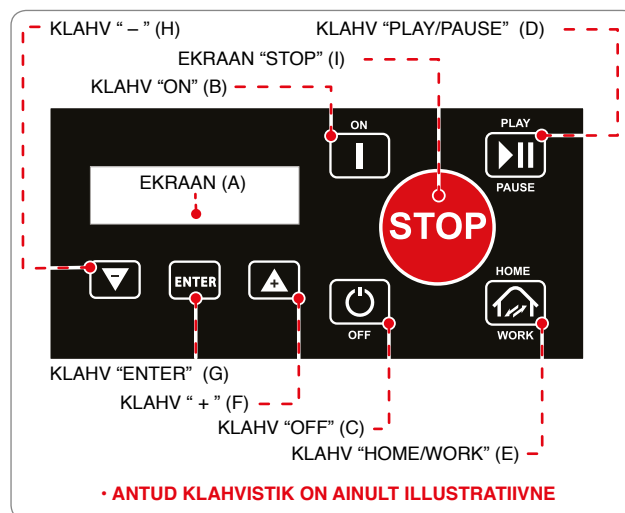 KLAHV “ – ” (H)
KLAHV “PLAY/PAUSE” (D)
EKRAAN “STOP” (I)
KLAHV “ON” (B)
ON
PLAY
EKRAAN (A)
PAUSE
STOP
–
ENTER
+
HOME
OFF
WORK
KLAHV “ENTER” (G)
KLAHV “ + ” (F)
KLAHV “OFF” (C)
KLAHV “HOME/WORK” (E)
• ANTUD KLAHVISTIK ON AINULT ILLUSTRATIIVNE